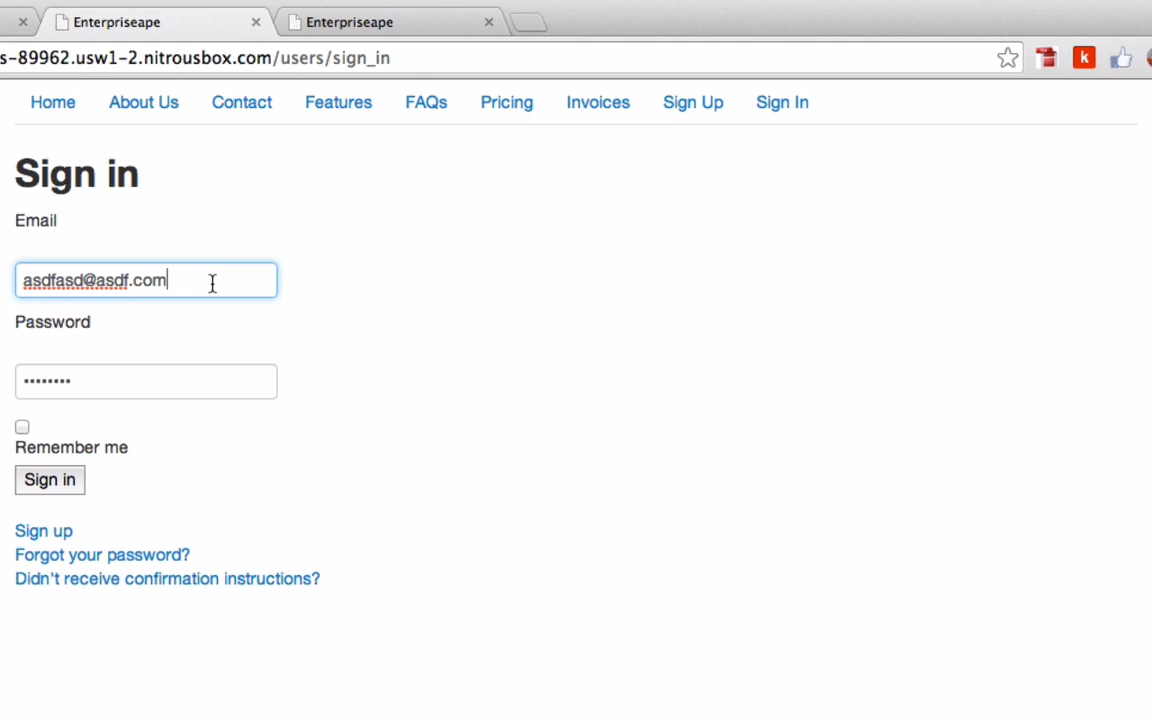 Enterpriseape Enterpriseape
s-89962.usw1-2.nitrousbox.com/users/sign_in
k
Home About Us Contact Features FAQs Pricing Invoices Sign Up Sign In
Sign in
Email
asdfasd@asdf.com
Password
••••••••
Remember me
Sign in
Sign up
Forgot your password?
Didn't receive confirmation instructions?